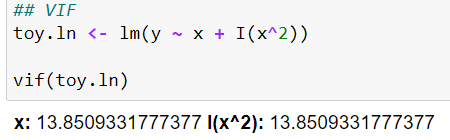 ## VIF
toy.ln <- lm(y ~ x + I(x^2))
vif(toy.ln)
x: 13.8509331777377 I(x^2): 13.8509331777377